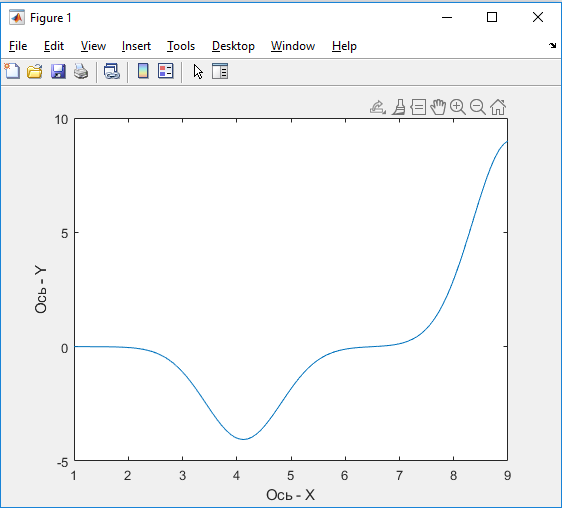 Figure 1
File Edit View Insert Tools Desktop Window Help
10
5
0
-5
Ось - Y
1 2 3 4 5 6 7 8 9
Ось - X